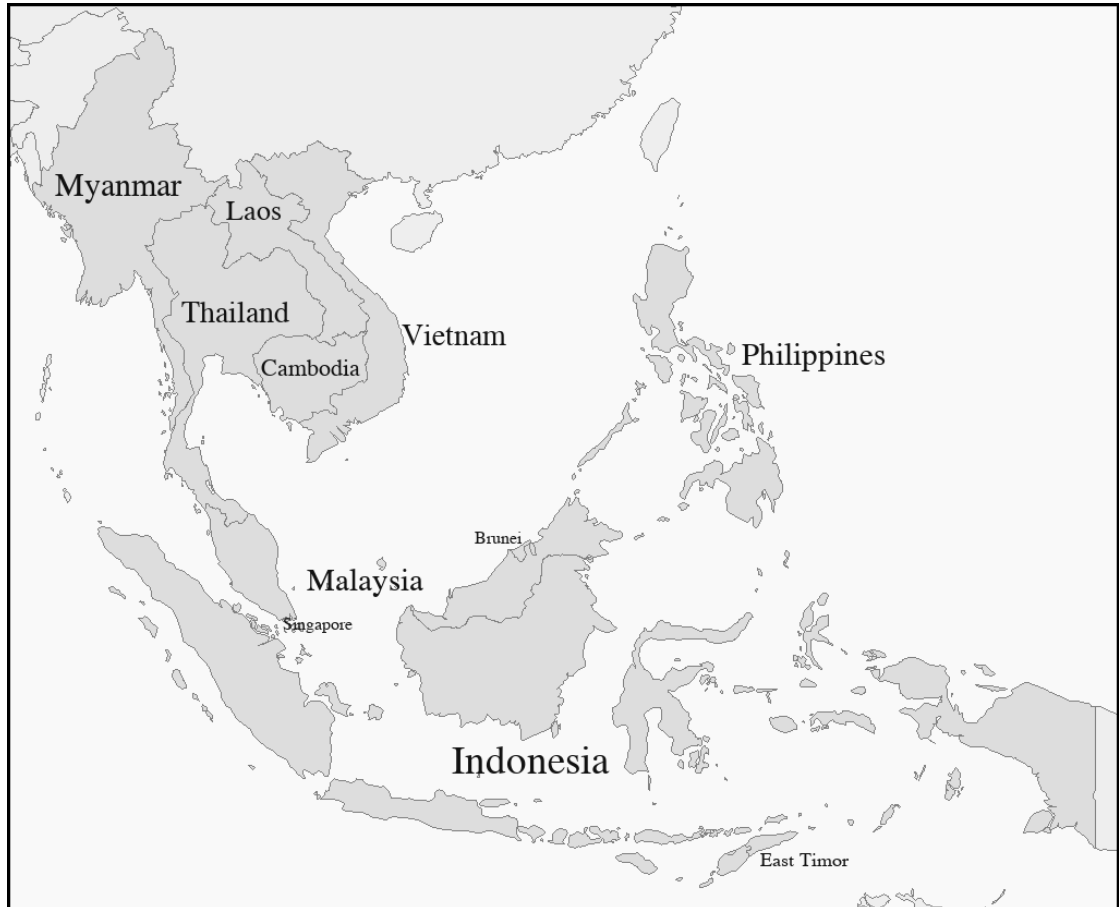 Myanmar
Laos
Thailand
Vietnam
Cambodia
Philippines
Brunei
Malaysia
Singapore
Indonesia
East Timor